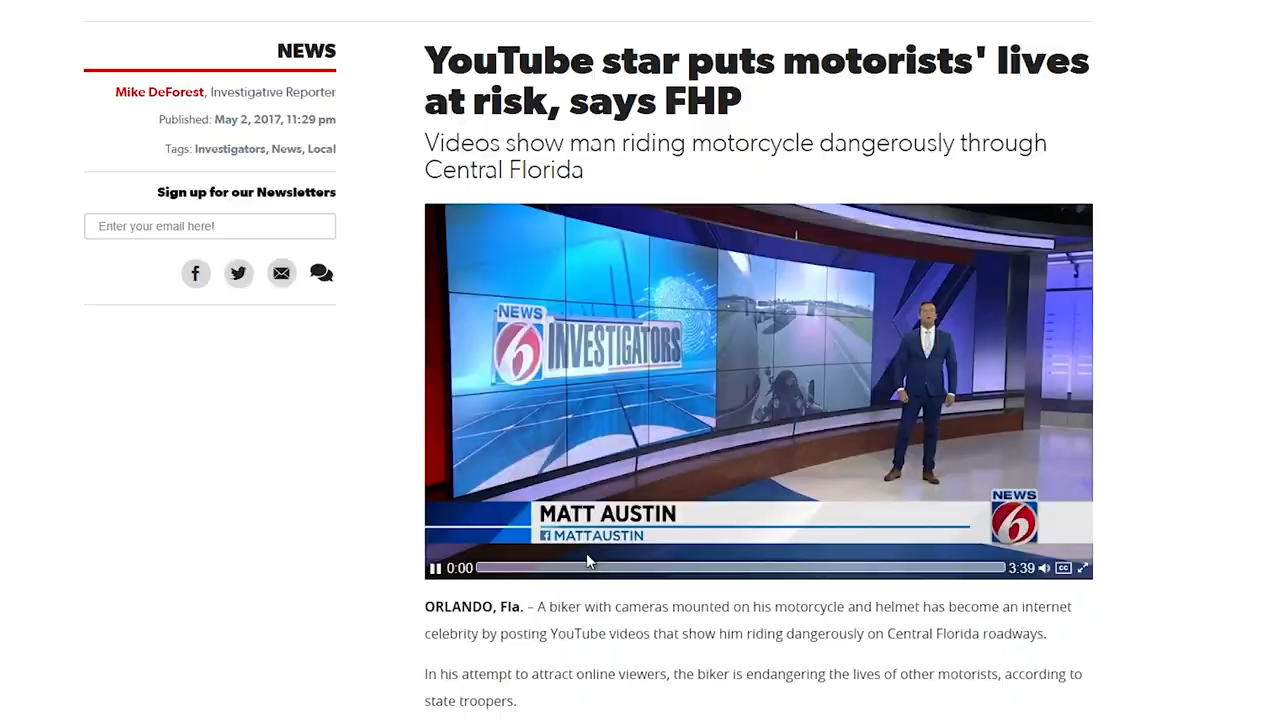 NEWS
Mike DeForest, Investigative Reporter
Published: May 2, 2017, 11:29 pm
Tags: Investigators, News, Local
Sign up for our Newsletters
Enter your email here!
YouTube star puts motorists' lives
at risk, says FHP
Videos show man riding motorcycle dangerously through
Central Florida
NEWS
6
INVESTIGATORS
MATT AUSTIN
MATTAUSTIN
NEWS
6
0:00
3:39
CC
ORLANDO, Fla. – A biker with cameras mounted on his motorcycle and helmet has become an internet
celebrity by posting YouTube videos that show him riding dangerously on Central Florida roadways.
In his attempt to attract online viewers, the biker is endangering the lives of other motorists, according to
state troopers.